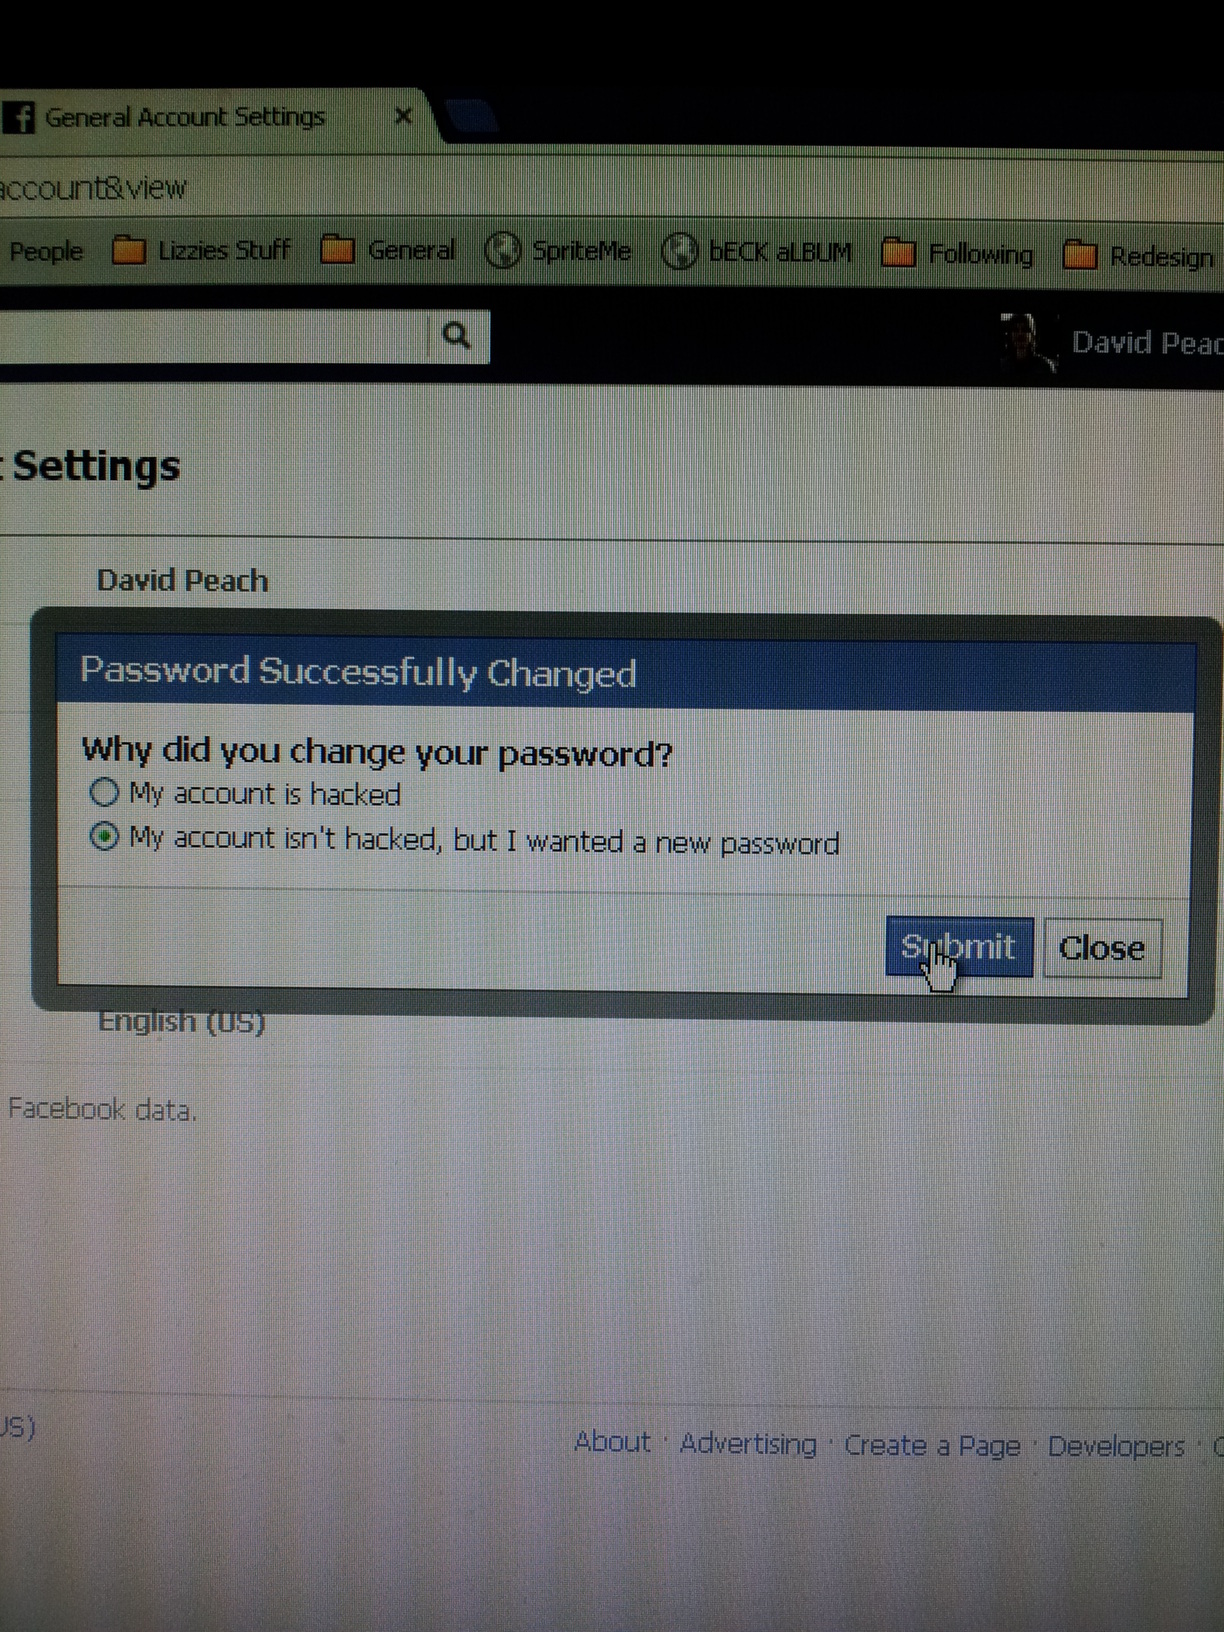 General Account Settings
account&view
People Lizzies Stuff General SpriteMe bECK aLBUM Following Redesign
David Peac
Settings
David Peach
Password Successfully Changed
Why did you change your password?
My account is hacked
My account isn't hacked, but I wanted a new password
Submit Close
English (US)
Facebook data.
US)
About · Advertising · Create a Page · Developers ·